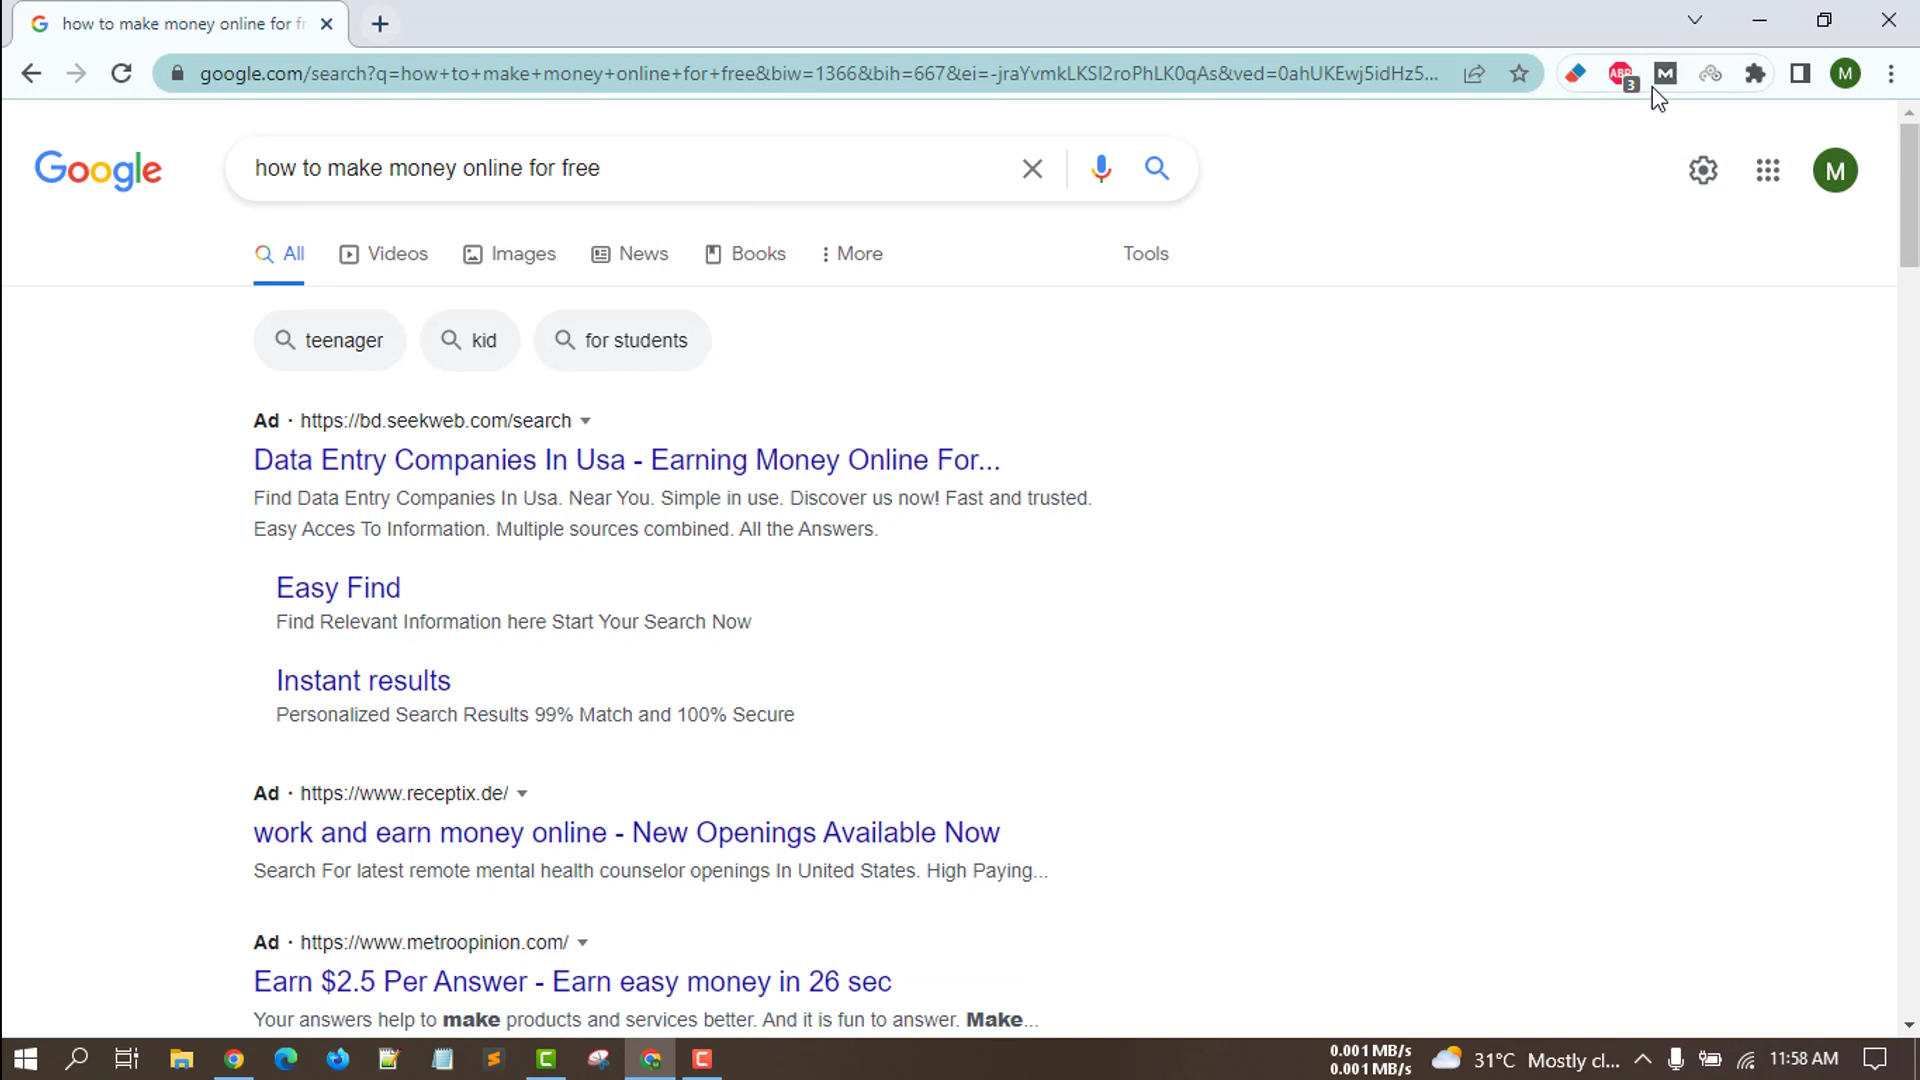 how to make money online for fr
google.com/search?q=how+to+make+money+online+for+free&biw=1366&bih=667&ei=-jraYvmkLKSI2roPhLK0qAs&ved=0ahUKEwj5idHz5...
ABP
3
M
M
Google
how to make money online for free
M
All
Videos
Images
News
Books
More
Tools
teenager
kid
for students
Ad · https://bd.seekweb.com/search
Data Entry Companies In Usa - Earning Money Online For...
Find Data Entry Companies In Usa. Near You. Simple in use. Discover us now! Fast and trusted.
Easy Acces To Information. Multiple sources combined. All the Answers.
Easy Find
Find Relevant Information here Start Your Search Now
Instant results
Personalized Search Results 99% Match and 100% Secure
Ad · https://www.receptix.de/
work and earn money online - New Openings Available Now
Search For latest remote mental health counselor openings In United States. High Paying...
Ad · https://www.metroopinion.com/
Earn $2.5 Per Answer - Earn easy money in 26 sec
Your answers help to make products and services better. And it is fun to answer. Make...
0.001 MB/s
0.001 MB/s
31°C Mostly cl...
11:58 AM